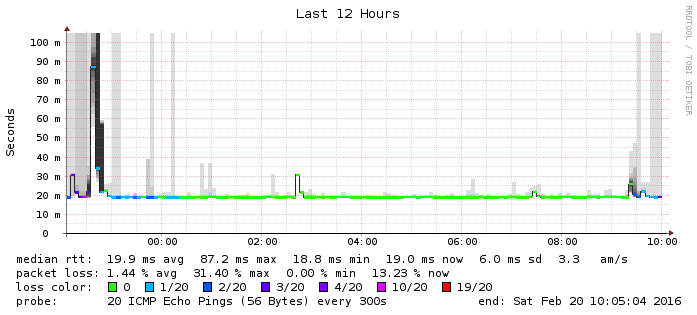 Last 12 Hours
RRDTOOL / TOBI OETIKER
Seconds
100 m
90 m
80 m
70 m
60 m
50 m
40 m
30 m
20 m
10 m
0
00:00 02:00 04:00 06:00 08:00 10:00
median rtt: 19.9 ms avg 87.2 ms max 18.8 ms min 19.0 ms now 6.0 ms sd 3.3 am/s
packet loss: 1.44 % avg 31.40 % max 0.00 % min 13.23 % now
loss color: 0 1/20 2/20 3/20 4/20 10/20 19/20
probe: 20 ICMP Echo Pings (56 Bytes) every 300s end: Sat Feb 20 10:05:04 2016